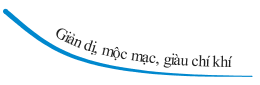 Giản dị, mộc mạc, giàu chí khí